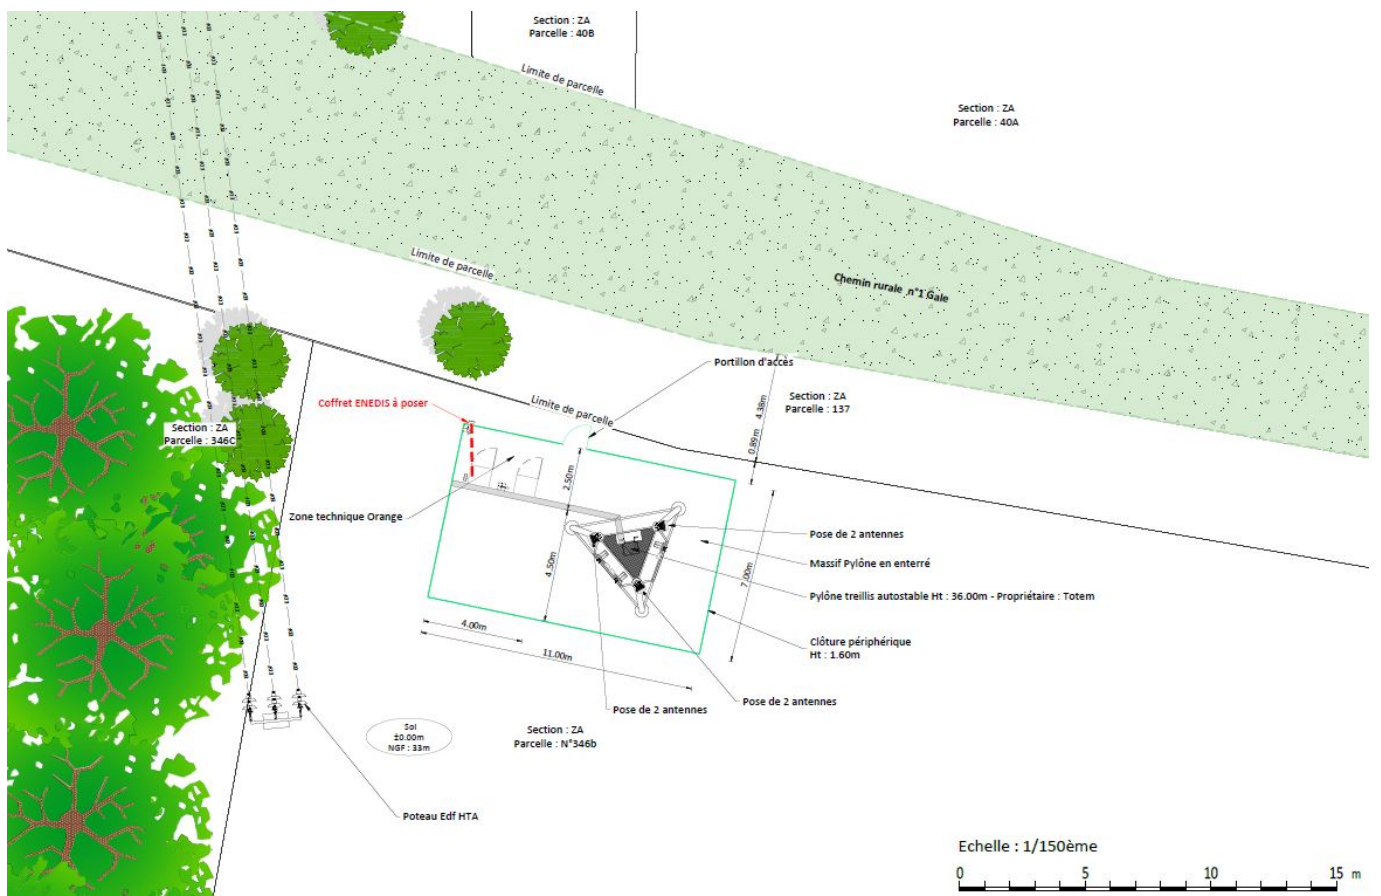 Section : ZA
Parcelle : 40B
Limite de parcelle
Section : ZA
Parcelle : 40A
Limite de parcelle
Chemin rurale n°1 Gale
Portillon d'accès
Section : ZA
Parcelle : 137
4.38m
0.89m
Coffret ENEDIS à poser
Limite de parcelle
Section : ZA
Parcelle : 346C
2.50m
Zone technique Orange
Pose de 2 antennes
Massif Pylône en enterré
7.00m
4.50m
Pylône treillis autostable Ht : 36.00m - Propriétaire : Totem
4.00m
Clôture périphérique
Ht : 1.60m
11.00m
Pose de 2 antennes
Pose de 2 antennes
Sol
±0.00m
NGF : 33m
Section : ZA
Parcelle : N°346b
Poteau Edf HTA
Echelle : 1/150ème
0 5 10 15 m